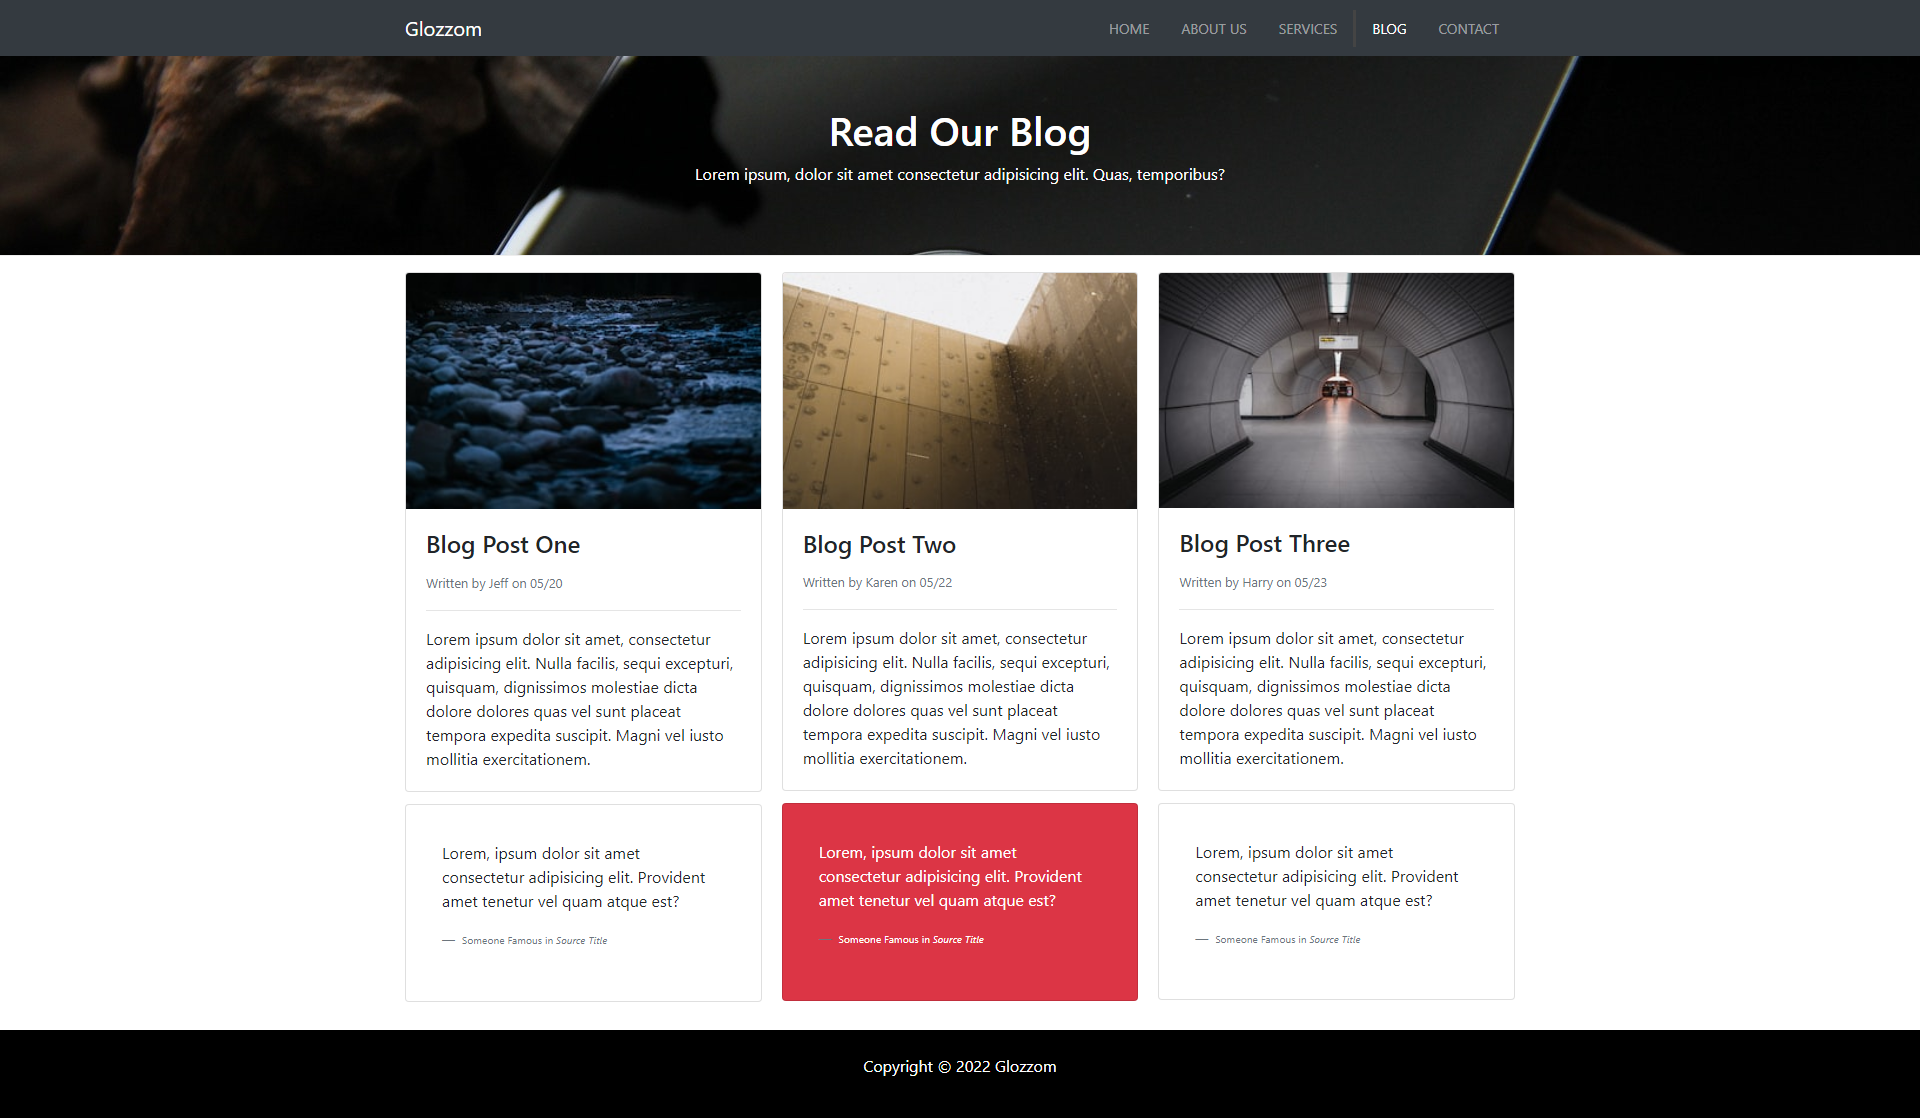 Glozzom
HOME ABOUT US SERVICES BLOG CONTACT
Read Our Blog
Lorem ipsum, dolor sit amet consectetur adipisicing elit. Quas, temporibus?
Blog Post One
Written by Jeff on 05/20
Lorem ipsum dolor sit amet, consectetur
adipisicing elit. Nulla facilis, sequi excepturi,
quisquam, dignissimos molestiae dicta
dolore dolores quas vel sunt placeat
tempora expedita suscipit. Magni vel iusto
mollitia exercitationem.
Blog Post Two
Written by Karen on 05/22
Lorem ipsum dolor sit amet, consectetur
adipisicing elit. Nulla facilis, sequi excepturi,
quisquam, dignissimos molestiae dicta
dolore dolores quas vel sunt placeat
tempora expedita suscipit. Magni vel iusto
mollitia exercitationem.
Blog Post Three
Written by Harry on 05/23
Lorem ipsum dolor sit amet, consectetur
adipisicing elit. Nulla facilis, sequi excepturi,
quisquam, dignissimos molestiae dicta
dolore dolores quas vel sunt placeat
tempora expedita suscipit. Magni vel iusto
mollitia exercitationem.
Lorem, ipsum dolor sit amet
consectetur adipisicing elit. Provident
amet tenetur vel quam atque est?
— Someone Famous in Source Title
Lorem, ipsum dolor sit amet
consectetur adipisicing elit. Provident
amet tenetur vel quam atque est?
— Someone Famous in Source Title
Lorem, ipsum dolor sit amet
consectetur adipisicing elit. Provident
amet tenetur vel quam atque est?
— Someone Famous in Source Title
Copyright © 2022 Glozzom